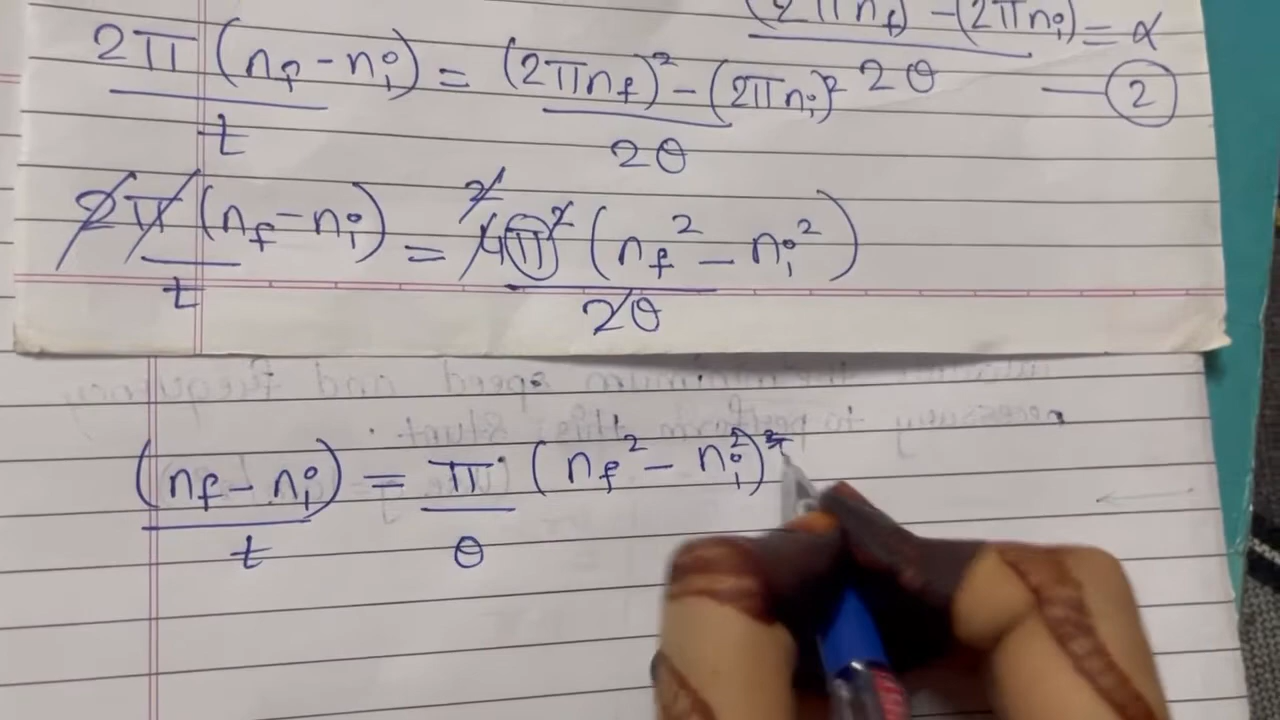 (2πn_f) − (2πn_i) = α
2θ
2π (n_f − n_i) = (2πn_f)² − (2πn_i)² — ②
t 2θ
2π (n_f − n_i) = 2 4π² (n_f² − n_i²)
t 2θ
(n_f − n_i) = π (n_f² − n_i²)
t θ